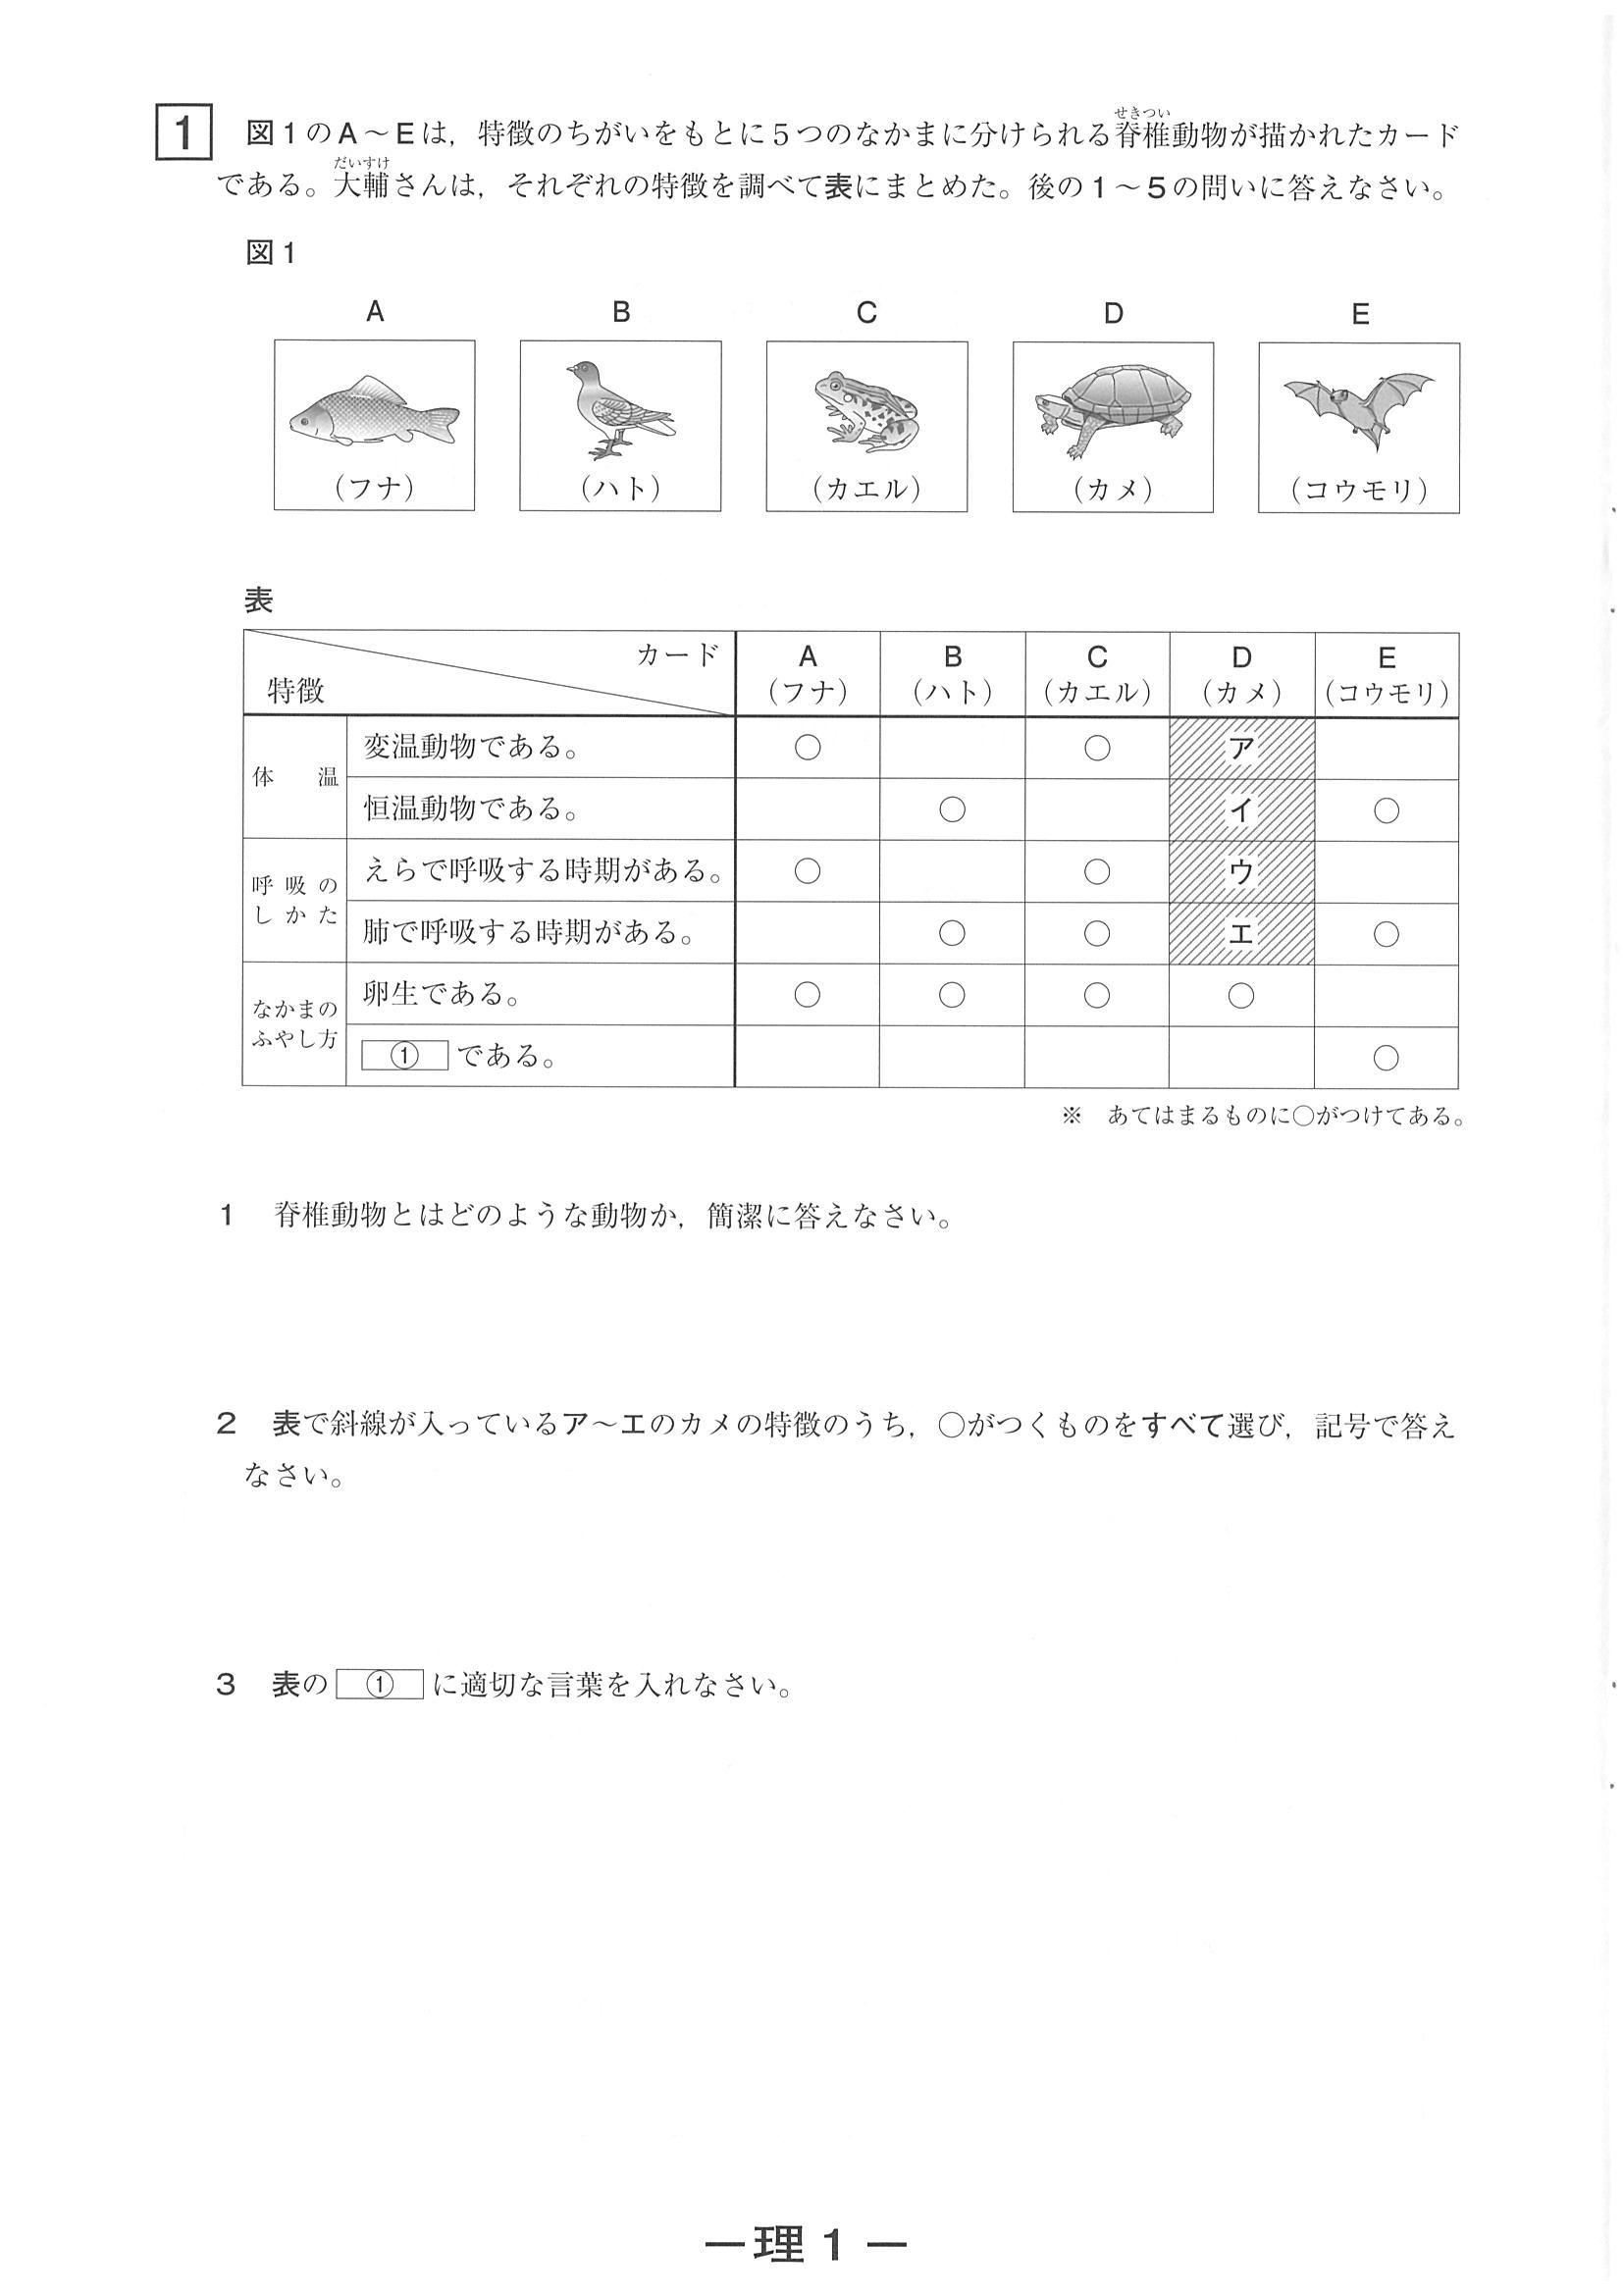 1 図1のA～Eは，特徴のちがいをもとに5つのなかまに分けられる脊椎動物が描かれたカード
せきつい
である。大輔さんは，それぞれの特徴を調べて表にまとめた。後の1～5の問いに答えなさい。
だいすけ
図1
A B C D E
(フナ) (ハト) (カエル) (カメ) (コウモリ)
表
カード
特徴
A B C D E
(フナ) (ハト) (カエル) (カメ) (コウモリ)
体温 変温動物である。 ○ ○ ア
恒温動物である。 ○ イ ○
呼吸のしかた えらで呼吸する時期がある。 ○ ○ ウ
肺で呼吸する時期がある。 ○ ○ エ ○
なかまのふやし方 卵生である。 ○ ○ ○ ○
① である。 ○
※ あてはまるものに○がつけてある。
1 脊椎動物とはどのような動物か，簡潔に答えなさい。
2 表で斜線が入っているア～エのカメの特徴のうち，○がつくものをすべて選び，記号で答え
なさい。
3 表の ① に適切な言葉を入れなさい。
—理1—